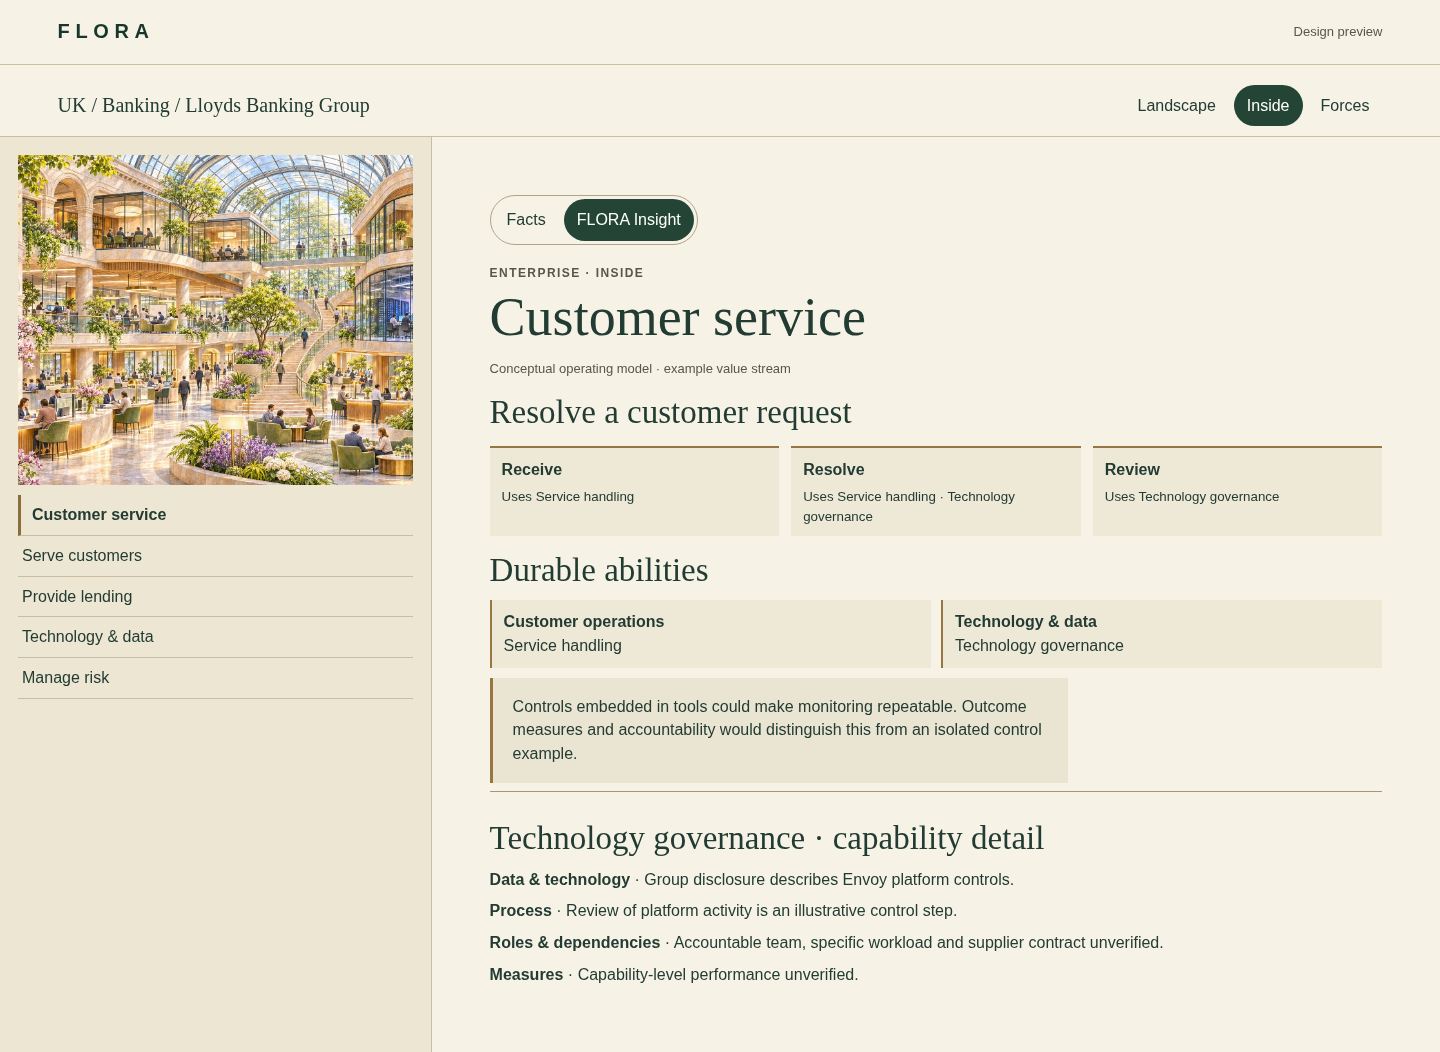 FLORA
Design preview
UK / Banking / Lloyds Banking Group
Landscape
Inside
Forces
Customer service
Serve customers
Provide lending
Technology & data
Manage risk
Facts
FLORA Insight
ENTERPRISE · INSIDE
Customer service
Conceptual operating model · example value stream
Resolve a customer request
Receive
Uses Service handling
Resolve
Uses Service handling · Technology
governance
Review
Uses Technology governance
Durable abilities
Customer operations
Service handling
Technology & data
Technology governance
Controls embedded in tools could make monitoring repeatable. Outcome
measures and accountability would distinguish this from an isolated control
example.
Technology governance · capability detail
Data & technology · Group disclosure describes Envoy platform controls.
Process · Review of platform activity is an illustrative control step.
Roles & dependencies · Accountable team, specific workload and supplier contract unverified.
Measures · Capability-level performance unverified.